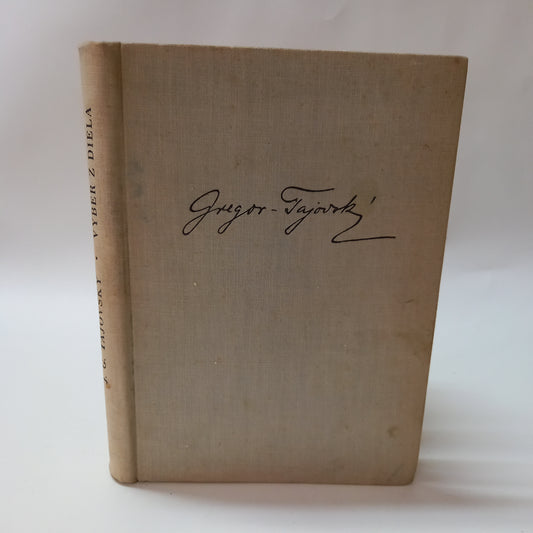 Gregor-Tajovský
J. G. TAJOVSKÝ • VÝBER Z DIELA